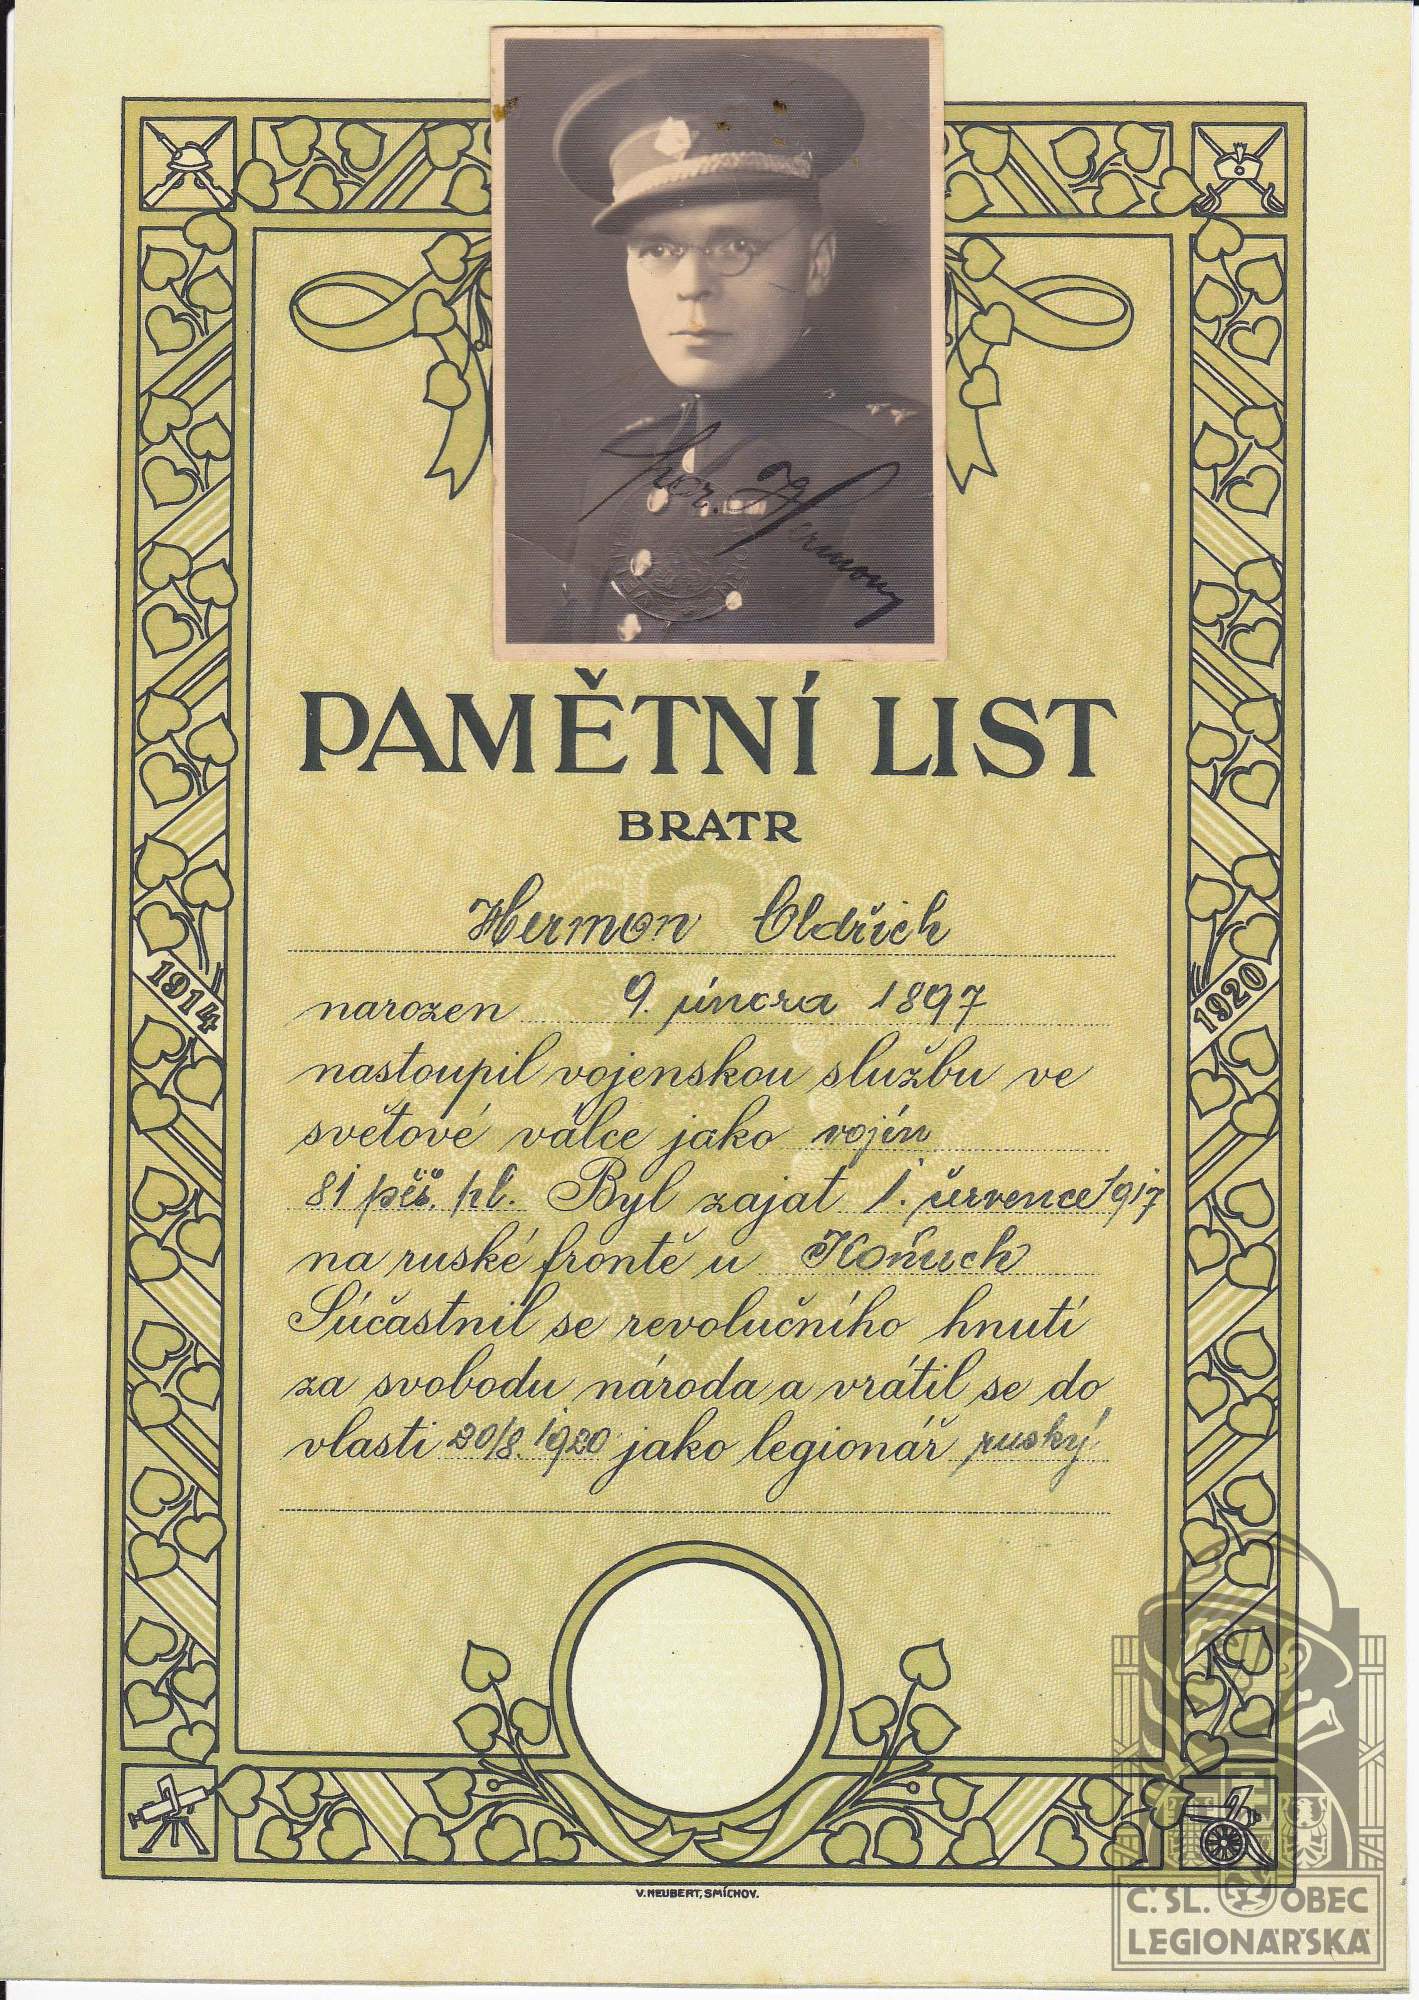 Hermon
PAMĚTNÍ LIST
BRATR
Hermon Oldřich
narozen 9. února 1897
nastoupil vojenskou službu ve
světové válce jako vojín
81 pěš. pl. Byl zajat 1. července 1917
na ruské frontě u Koňuch
Súčastnil se revolučního hnutí
za svobodu národa a vrátil se do
vlasti 20/8. 1920 jako legionář ruský
1914
1920
V. NEUBERT, SMÍCHOV.
Č. SL. OBEC
LEGIONÁŘSKÁ